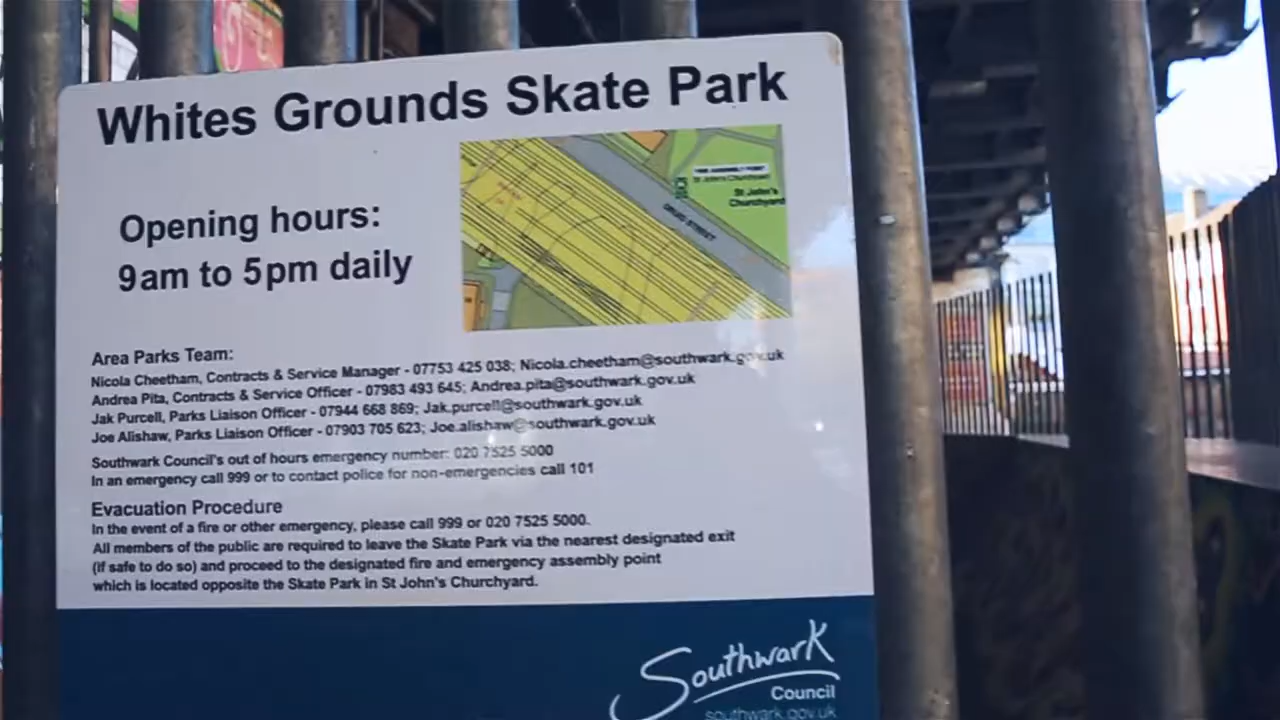 Whites Grounds Skate Park
Opening hours:
9am to 5pm daily
St John's Churchyard
St John's
Churchyard
DRUID STREET
Area Parks Team:
Nicola Cheetham, Contracts & Service Manager - 07753 425 038; Nicola.cheetham@southwark.gov.uk
Andrea Pita, Contracts & Service Officer - 07983 493 645; Andrea.pita@southwark.gov.uk
Jak Purcell, Parks Liaison Officer - 07944 668 869; Jak.purcell@southwark.gov.uk
Joe Alishaw, Parks Liaison Officer - 07903 705 623; Joe.alishaw@southwark.gov.uk
Southwark Council's out of hours emergency number: 020 7525 5000
In an emergency call 999 or to contact police for non-emergencies call 101
Evacuation Procedure
In the event of a fire or other emergency, please call 999 or 020 7525 5000.
All members of the public are required to leave the Skate Park via the nearest designated exit
(if safe to do so) and proceed to the designated fire and emergency assembly point
which is located opposite the Skate Park in St John's Churchyard.
Southwark
Council
southwark.gov.uk